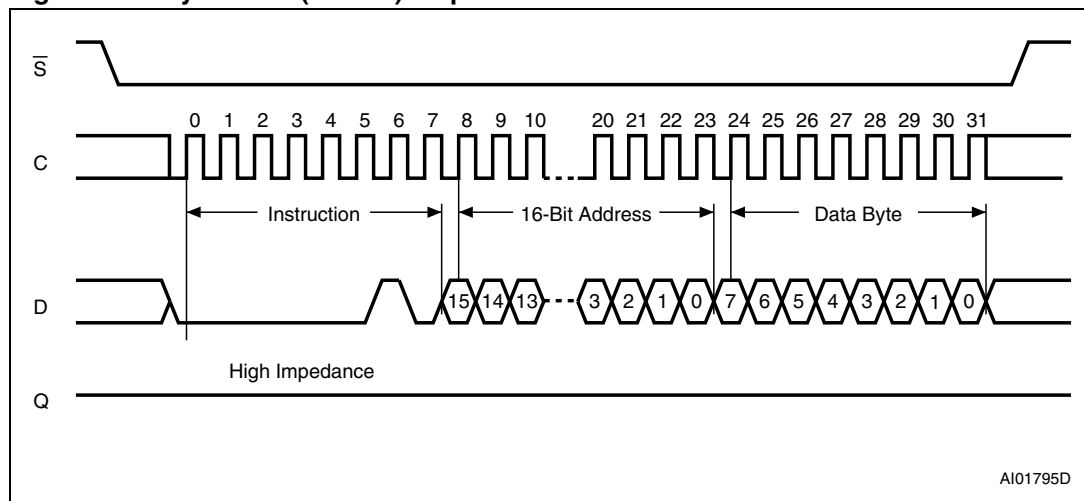 S
0 1 2 3 4 5 6 7 8 9 10 20 21 22 23 24 25 26 27 28 29 30 31
C
Instruction 16-Bit Address Data Byte
D 15 14 13 3 2 1 0 7 6 5 4 3 2 1 0
High Impedance
Q
AI01795D